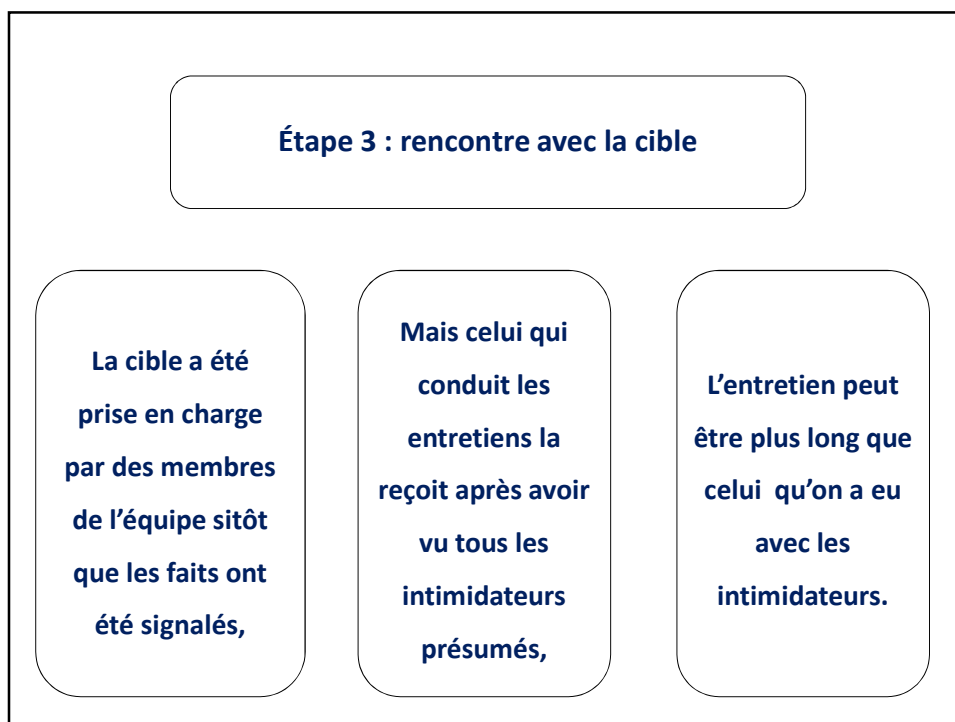 Étape 3 : rencontre avec la cible
La cible a été
prise en charge
par des membres
de l’équipe sitôt
que les faits ont
été signalés,
Mais celui qui
conduit les
entretiens la
reçoit après avoir
vu tous les
intimidateurs
présumés,
L’entretien peut
être plus long que
celui  qu’on a eu
avec les
intimidateurs.